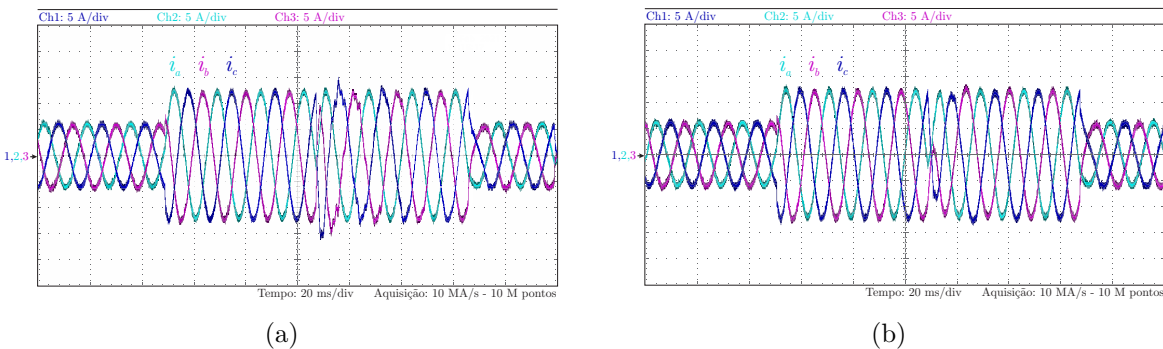 Ch1: 5 A/div Ch2: 5 A/div Ch3: 5 A/div
i_a i_b i_c
1,2,3
Tempo: 20 ms/div Aquisição: 10 MA/s - 10 M pontos
(a)
Ch1: 5 A/div Ch2: 5 A/div Ch3: 5 A/div
i_a i_b i_c
1,2,3
Tempo: 20 ms/div Aquisição: 10 MA/s - 10 M pontos
(b)